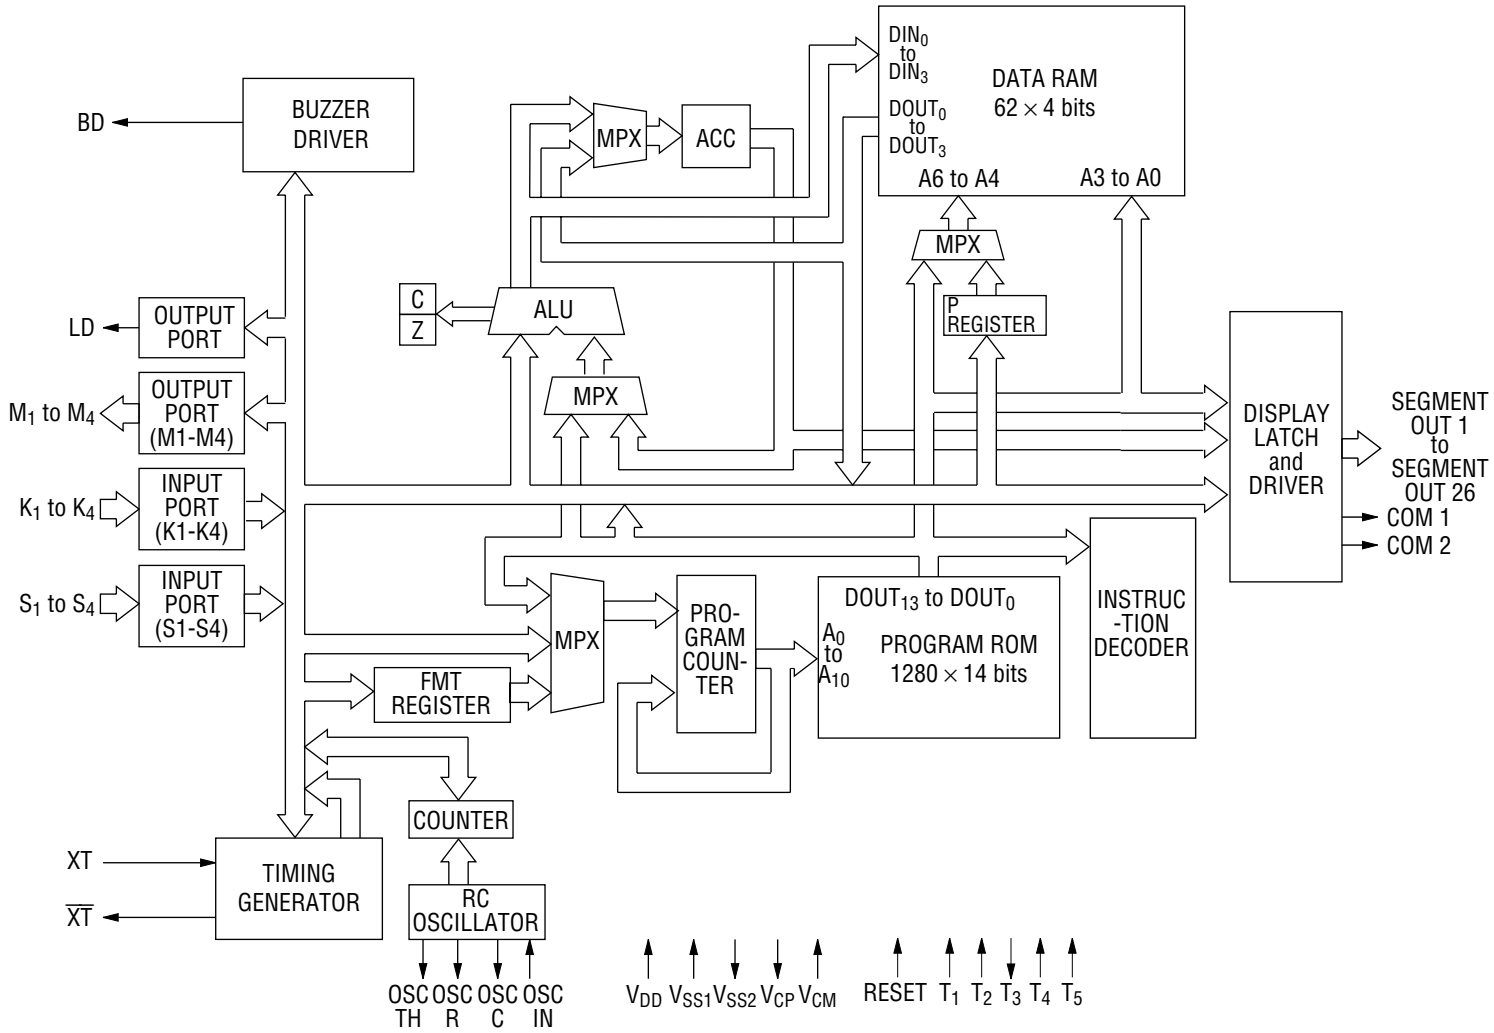 BUZZER
DRIVER
BD
OUTPUT
PORT
LD
OUTPUT
PORT
(M1-M4)
M1 to M4
INPUT
PORT
(K1-K4)
K1 to K4
INPUT
PORT
(S1-S4)
S1 to S4
MPX
ACC
DIN0
to
DIN3
DOUT0
to
DOUT3
DATA RAM
62 × 4 bits
A6 to A4
A3 to A0
MPX
P
REGISTER
C
Z
ALU
MPX
DISPLAY
LATCH
and
DRIVER
SEGMENT
OUT 1
to
SEGMENT
OUT 26
COM 1
COM 2
MPX
FMT
REGISTER
PRO-
GRAM
COUN-
TER
DOUT13 to DOUT0
A0
to
A10
PROGRAM ROM
1280 × 14 bits
INSTRUC
-TION
DECODER
COUNTER
RC
OSCILLATOR
TIMING
GENERATOR
XT
X̅T̅
OSC OSC OSC OSC
TH R C IN
VDD VSS1 VSS2 VCP VCM
RESET T1 T2 T3 T4 T5